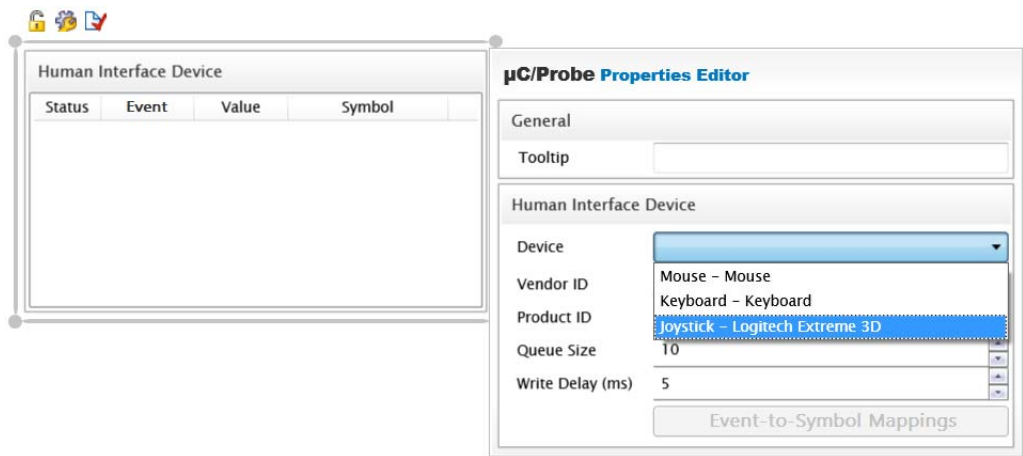 Human Interface Device
Status Event Value Symbol
µC/Probe Properties Editor
General
Tooltip
Human Interface Device
Device
Mouse – Mouse
Vendor ID
Keyboard – Keyboard
Product ID
Joystick – Logitech Extreme 3D
Queue Size 10
Write Delay (ms) 5
Event-to-Symbol Mappings